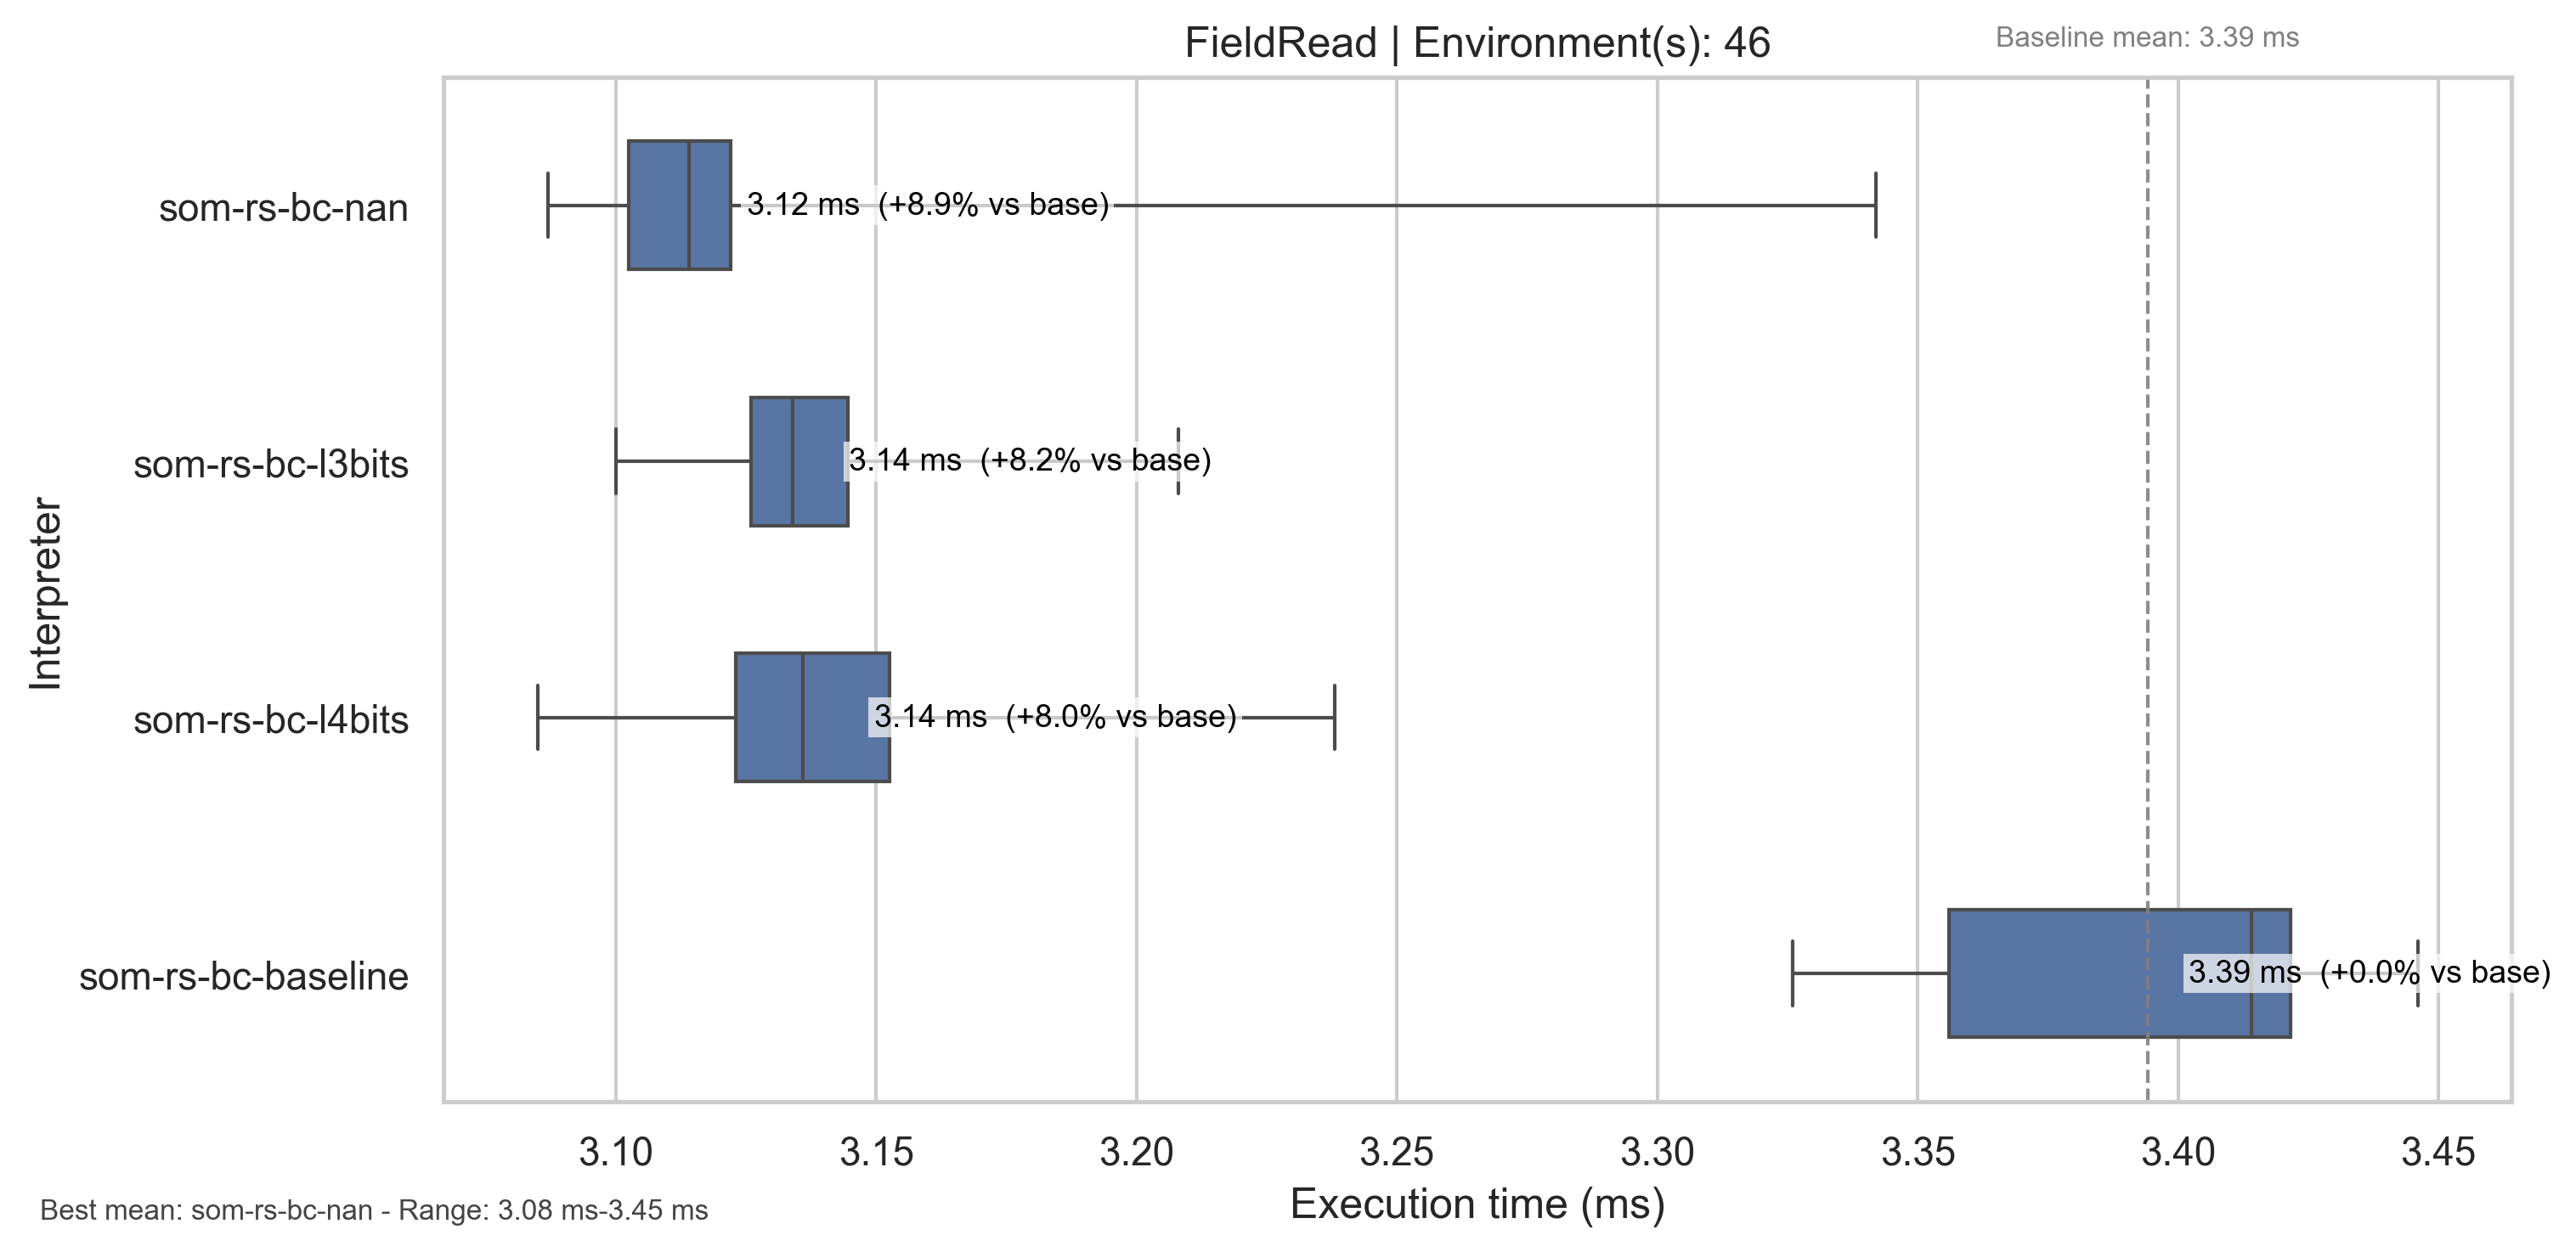 FieldRead | Environment(s): 46
Baseline mean: 3.39 ms
Interpreter
som-rs-bc-nan
3.12 ms (+8.9% vs base)
som-rs-bc-l3bits
3.14 ms (+8.2% vs base)
som-rs-bc-l4bits
3.14 ms (+8.0% vs base)
som-rs-bc-baseline
3.39 ms (+0.0% vs base)
3.10 3.15 3.20 3.25 3.30 3.35 3.40 3.45
Execution time (ms)
Best mean: som-rs-bc-nan - Range: 3.08 ms-3.45 ms